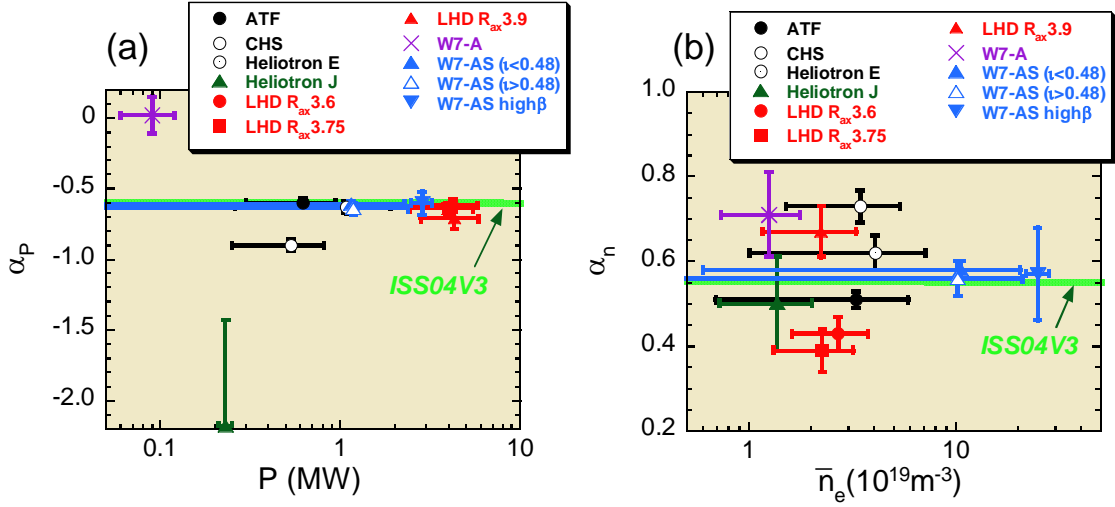 (a)
ATF
CHS
Heliotron E
Heliotron J
LHD Rax3.6
LHD Rax3.75
LHD Rax3.9
W7-A
W7-AS (ι<0.48)
W7-AS (ι>0.48)
W7-AS highβ
0
-0.5
-1.0
-1.5
-2.0
αP
ISS04V3
0.1
1
10
P (MW)
(b)
ATF
CHS
Heliotron E
Heliotron J
LHD Rax3.6
LHD Rax3.75
LHD Rax3.9
W7-A
W7-AS (ι<0.48)
W7-AS (ι>0.48)
W7-AS highβ
1.0
0.8
0.6
0.4
0.2
αn
ISS04V3
1
10
n̅e(10¹⁹m⁻³)